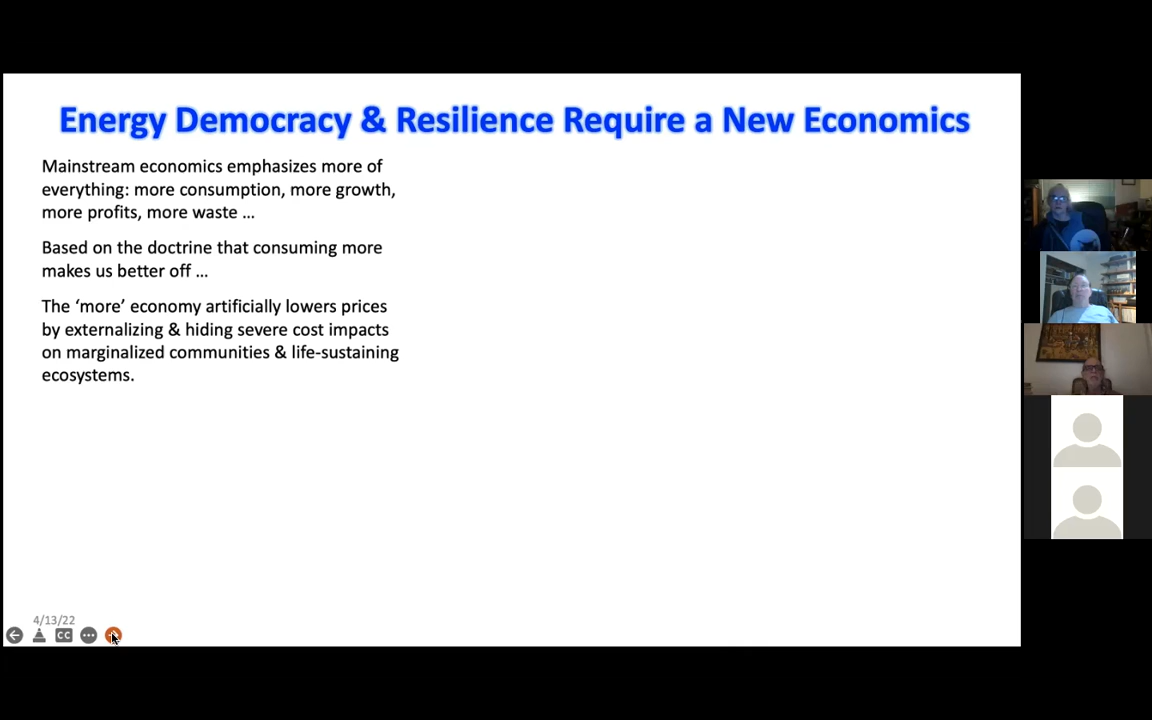 Energy Democracy & Resilience Require a New Economics
Mainstream economics emphasizes more of
everything: more consumption, more growth,
more profits, more waste ...
Based on the doctrine that consuming more
makes us better off ...
The ‘more’ economy artificially lowers prices
by externalizing & hiding severe cost impacts
on marginalized communities & life-sustaining
ecosystems.
4/13/22
CC